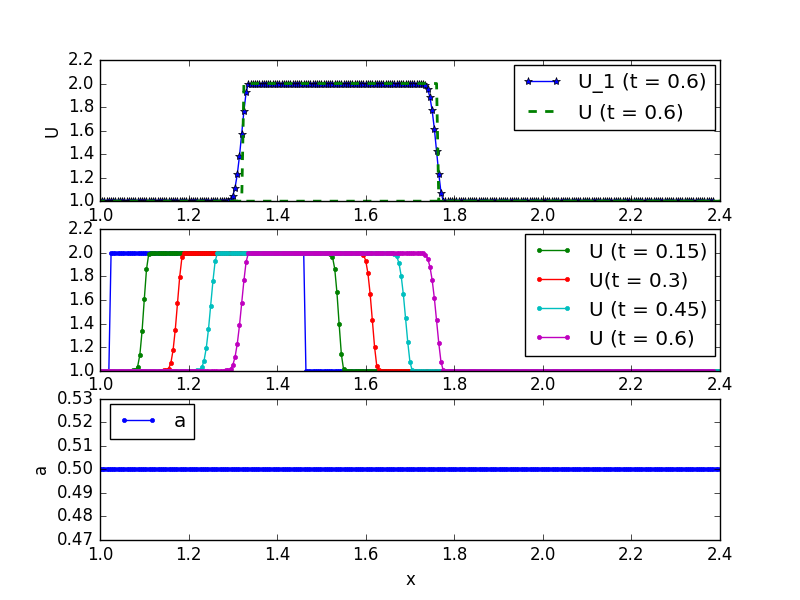 2.2
2.0
1.8
1.6
1.4
1.2
1.0
U
U_1 (t = 0.6)
U (t = 0.6)
1.0 1.2 1.4 1.6 1.8 2.0 2.2 2.4
2.2
2.0
1.8
1.6
1.4
1.2
1.0
U (t = 0.15)
U(t = 0.3)
U (t = 0.45)
U (t = 0.6)
1.0 1.2 1.4 1.6 1.8 2.0 2.2 2.4
0.53
0.52
0.51
0.50
0.49
0.48
0.47
a
a
1.0 1.2 1.4 1.6 1.8 2.0 2.2 2.4
x